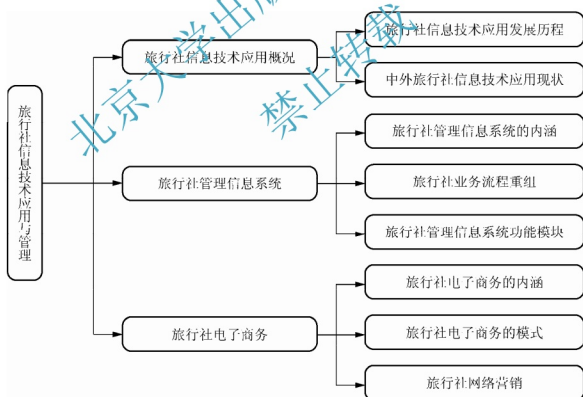 旅行社信息技术应用与管理
旅行社信息技术应用概况
旅行社信息技术应用发展历程
中外旅行社信息技术应用现状
旅行社管理信息系统
旅行社管理信息系统的内涵
旅行社业务流程重组
旅行社管理信息系统功能模块
旅行社电子商务
旅行社电子商务的内涵
旅行社电子商务的模式
旅行社网络营销
北京大学出版
禁止转载